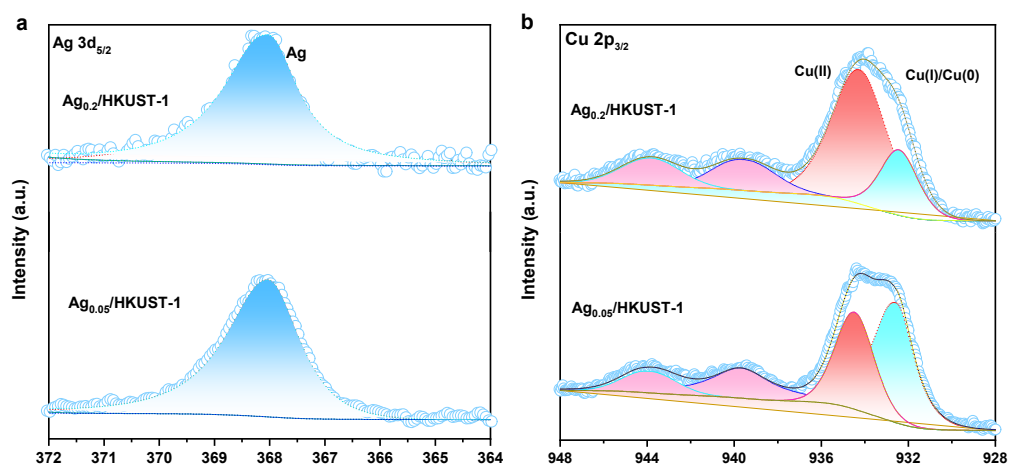 a
Ag 3d5/2
Ag
Ag0.2/HKUST-1
Ag0.05/HKUST-1
Intensity (a.u.)
372 371 370 369 368 367 366 365 364
b
Cu 2p3/2
Cu(II)
Cu(I)/Cu(0)
Ag0.2/HKUST-1
Ag0.05/HKUST-1
Intensity (a.u.)
948 944 940 936 932 928